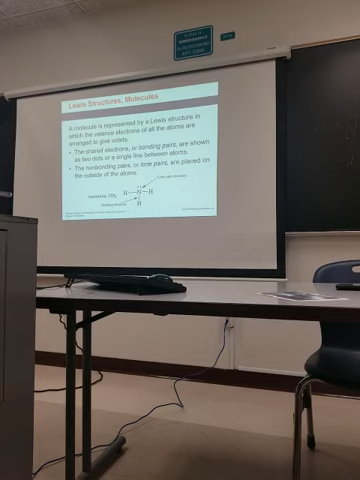 Lewis Structures, Molecules
A molecule is represented by a Lewis structure in
which the valence electrons of all the atoms are
arranged to give octets.
• The shared electrons, or bonding pairs, are shown
as two dots or a single line between atoms.
• The nonbonding pairs, or lone pairs, are placed on
the outside of the atoms.
Ammonia, NH3
H—N—H
H